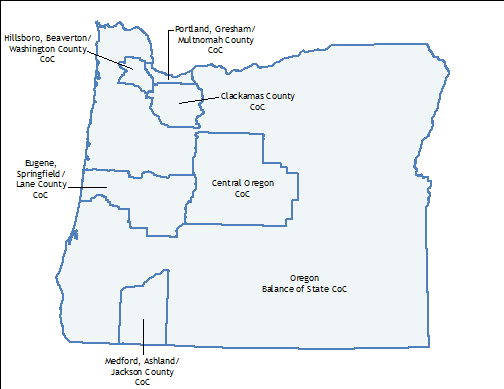 Portland, Gresham/
Multnomah County
CoC
Hillsboro, Beaverton/
Washington County
CoC
Clackamas County
CoC
Eugene,
Springfield/
Lane County
CoC
Central Oregon
CoC
Oregon
Balance of State CoC
Medford, Ashland/
Jackson County
CoC